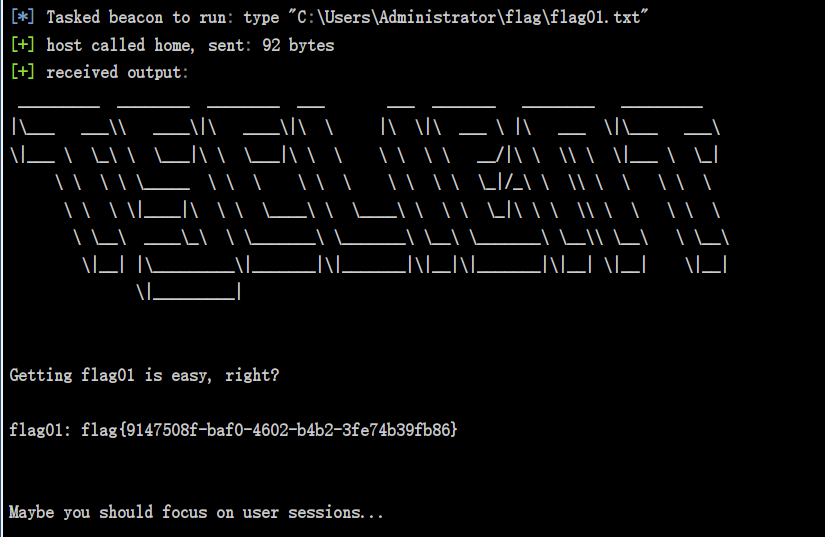 [*] Tasked beacon to run: type "C:\Users\Administrator\flag\flag01.txt"
[+] host called home, sent: 92 bytes
[+] received output:
TSCLIENT
Getting flag01 is easy, right?
flag01: flag{9147508f-baf0-4602-b4b2-3fe74b39fb86}
Maybe you should focus on user sessions...